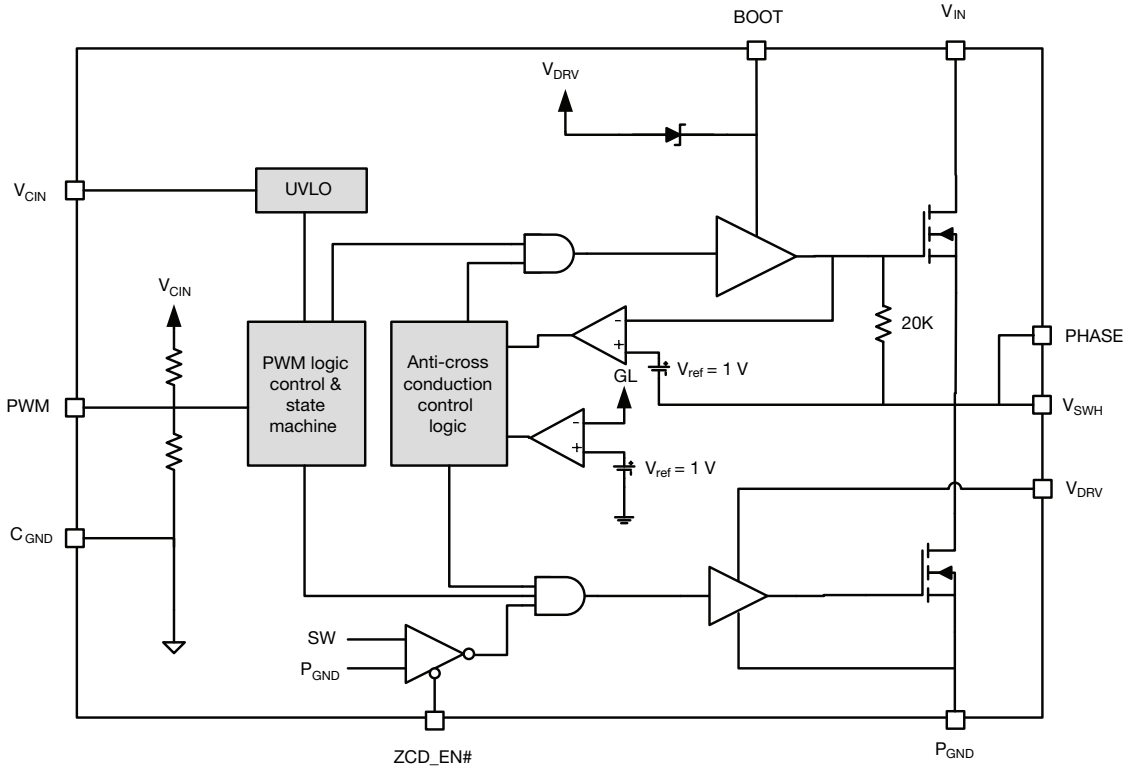 BOOT
VIN
VDRV
VCIN
UVLO
VCIN
20K
PHASE
PWM logic
control &
state
machine
Anti-cross
conduction
control
logic
-
+
Vref = 1 V
GL
PWM
VSWH
-
+
Vref = 1 V
VDRV
CGND
SW
PGND
ZCD_EN#
PGND